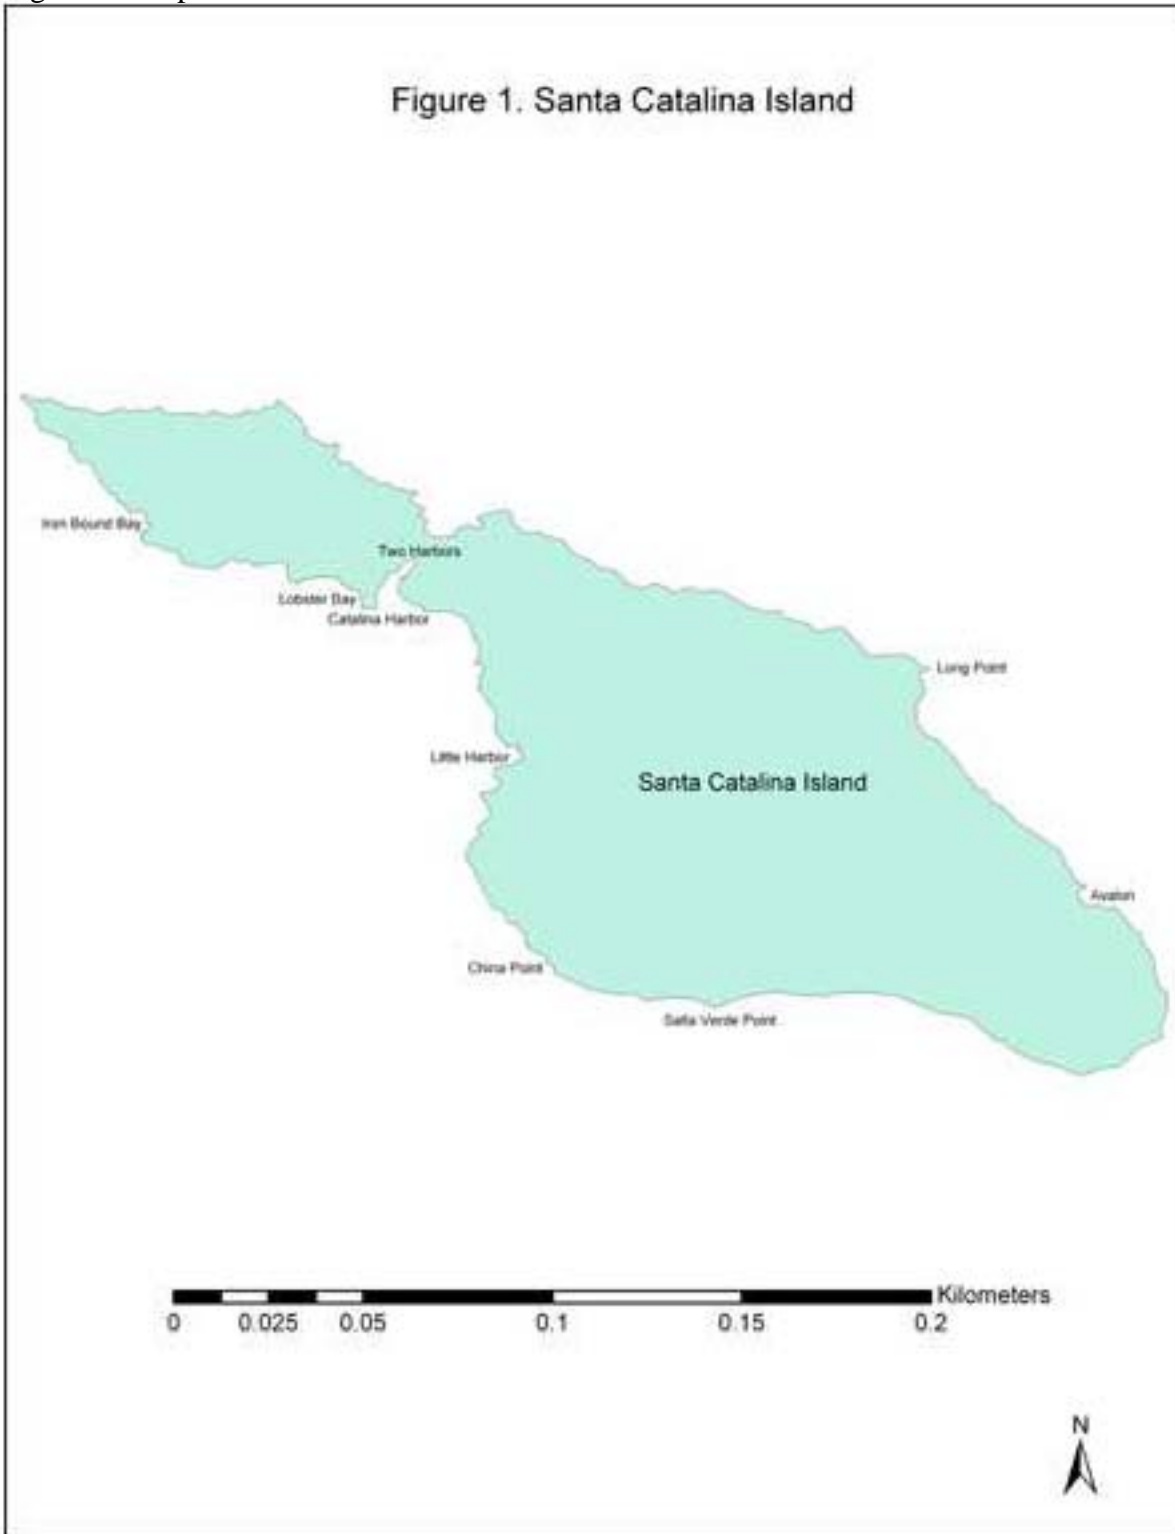 Figure 1. Santa Catalina Island
Iron Bound Bay
Two Harbors
Lobster Bay
Catalina Harbor
Long Point
Little Harbor
Santa Catalina Island
Avalon
China Point
Salta Verde Point
Kilometers
0 0.025 0.05 0.1 0.15 0.2
N